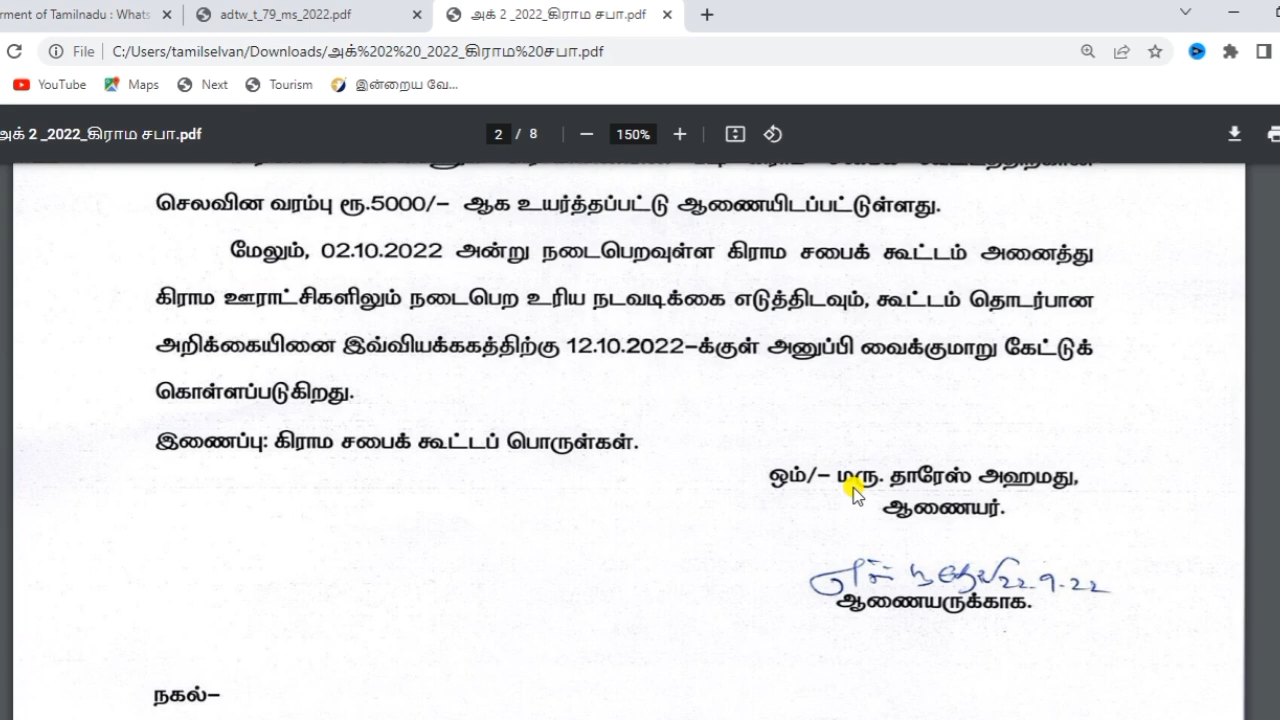 rment of Tamilnadu : Whats
adtw_t_79_ms_2022.pdf
அக் 2 _2022_கிராம சபா.pdf
File
C:/Users/tamilselvan/Downloads/அக்%202%20_2022_கிராம%20சபா.pdf
YouTube
Maps
Next
Tourism
இன்றைய வே...
அக் 2 _2022_கிராம சபா.pdf
2 / 8
150%
செலவின வரம்பு ரூ.5000/– ஆக உயர்த்தப்பட்டு ஆணையிடப்பட்டுள்ளது.
மேலும், 02.10.2022 அன்று நடைபெறவுள்ள கிராம சபைக் கூட்டம் அனைத்து
கிராம ஊராட்சிகளிலும் நடைபெற உரிய நடவடிக்கை எடுத்திடவும், கூட்டம் தொடர்பான
அறிக்கையினை இவ்வியக்ககத்திற்கு 12.10.2022–க்குள் அனுப்பி வைக்குமாறு கேட்டுக்
கொள்ளப்படுகிறது.
இணைப்பு: கிராம சபைக் கூட்டப் பொருள்கள்.
ஒம்/– மரு. தாரேஸ் அஹமது,
ஆணையர்.
22.9.22
ஆணையருக்காக.
நகல்–